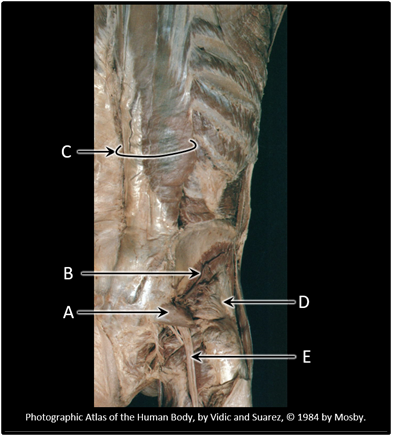 C
B
A
D
E
Photographic Atlas of the Human Body, by Vidic and Suarez, © 1984 by Mosby.